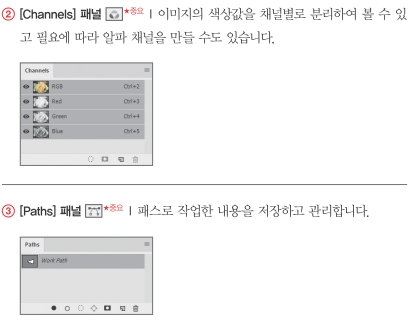 ② [Channels] 패널 ★중요 | 이미지의 색상값을 채널별로 분리하여 볼 수 있
고 필요에 따라 알파 채널을 만들 수도 있습니다.
Channels
RGB Ctrl+2
Red Ctrl+3
Green Ctrl+4
Blue Ctrl+5
③ [Paths] 패널 ★중요 | 패스로 작업한 내용을 저장하고 관리합니다.
Paths
Work Path